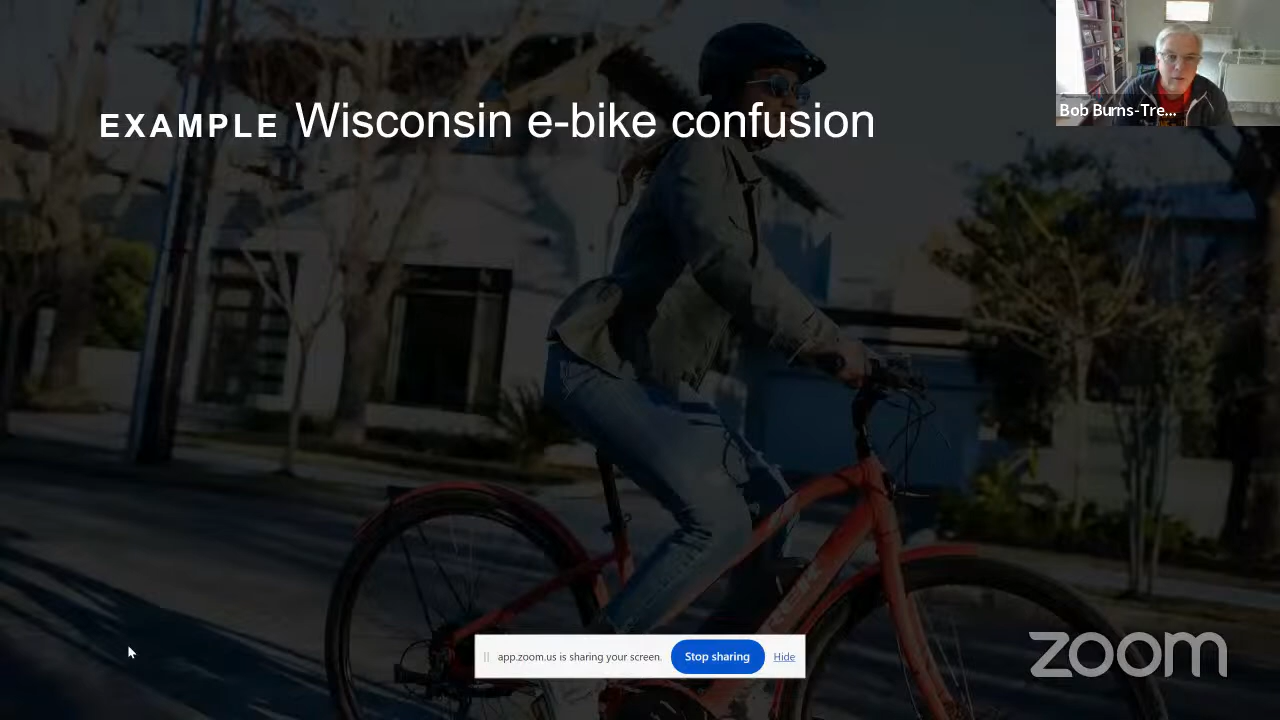 EXAMPLE Wisconsin e-bike confusion
Bob Burns-Tre...
app.zoom.us is sharing your screen. Stop sharing Hide
zoom